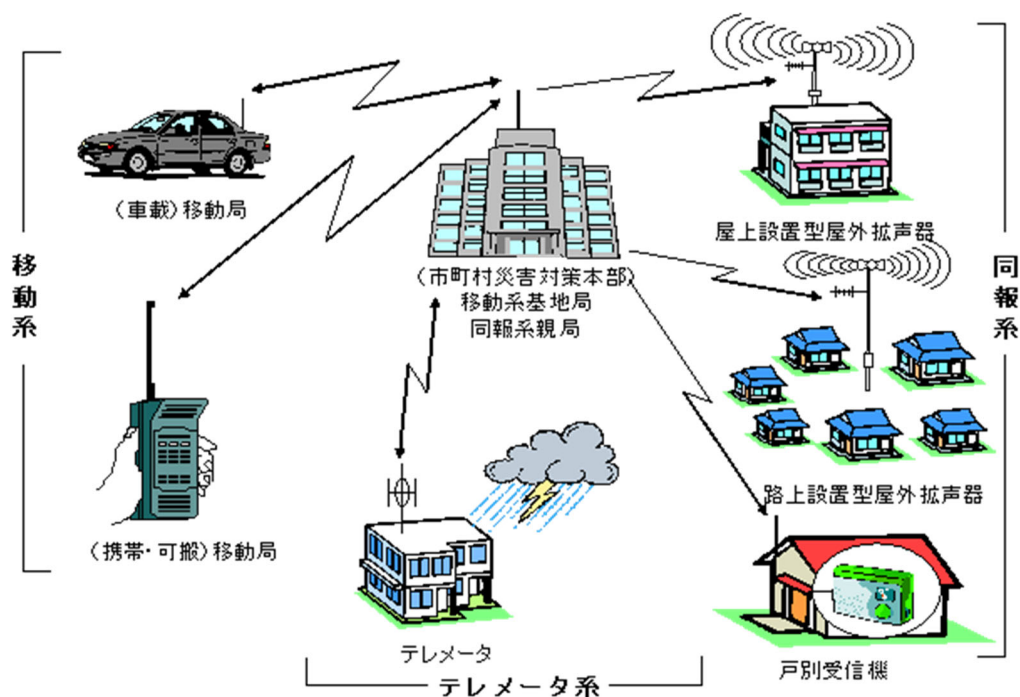 (車載)移動局
移動系
(携帯・可搬)移動局
(市町村災害対策本部)
移動系基地局
同報系親局
テレメータ
テレメータ系
屋上設置型屋外拡声器
同報系
路上設置型屋外拡声器
戸別受信機